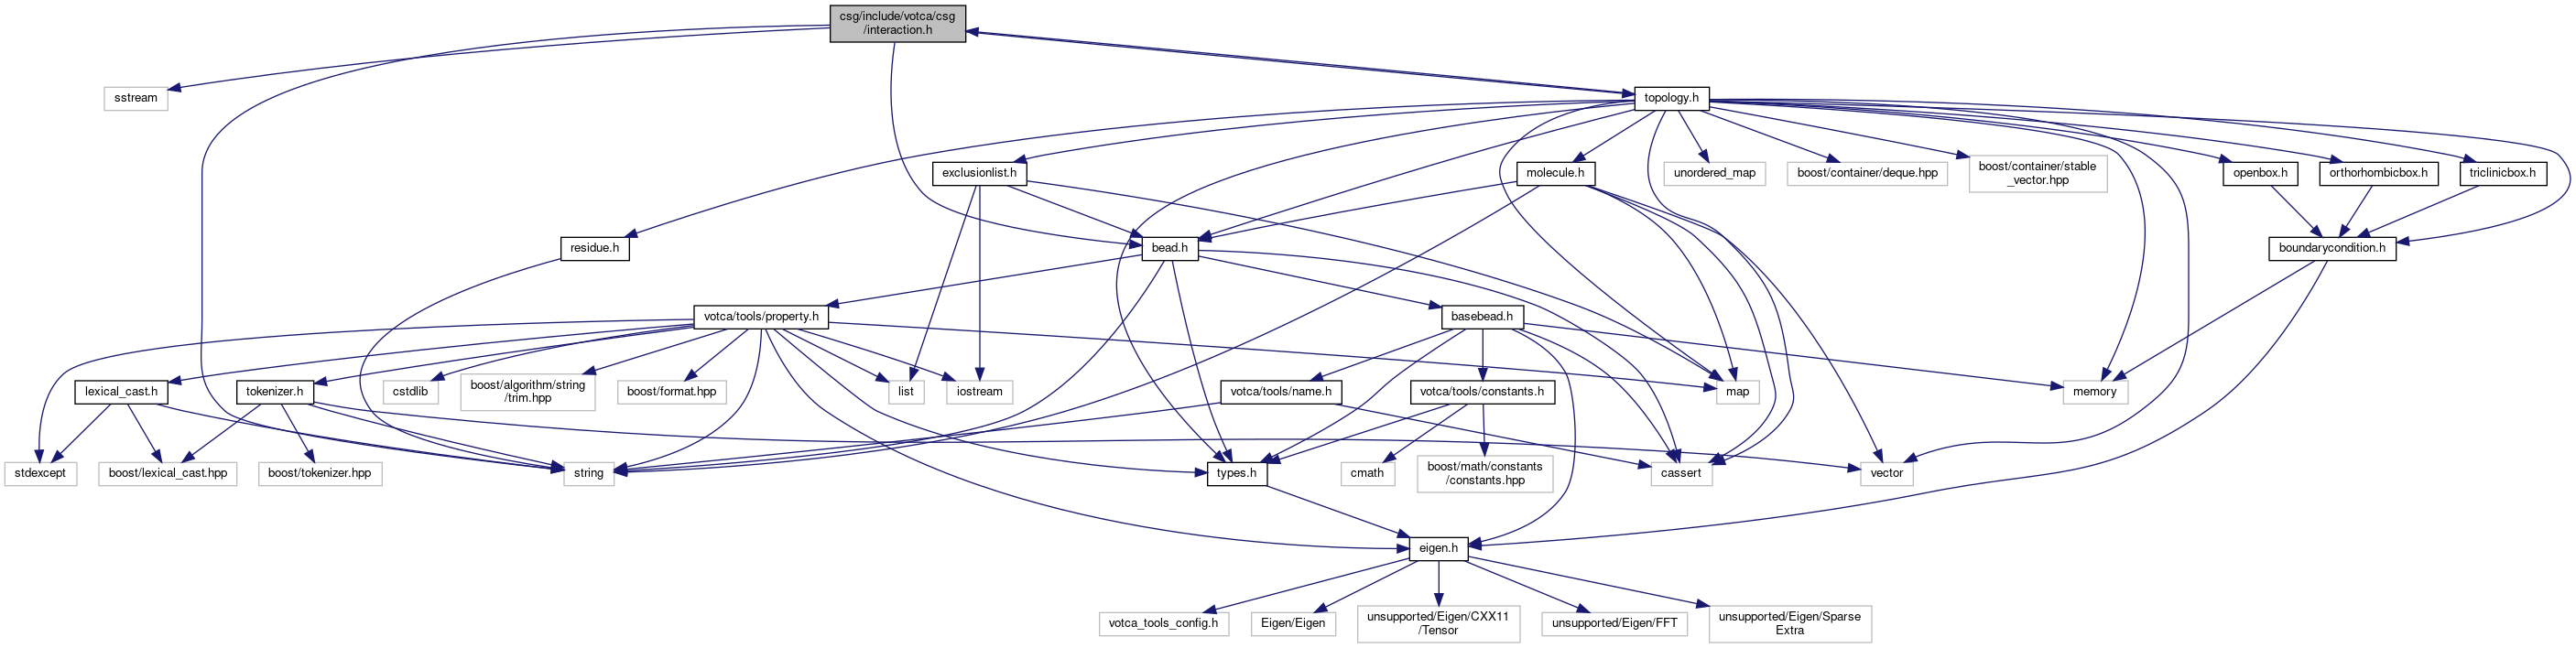 csg/include/votca/csg
/interaction.h
sstream
topology.h
exclusionlist.h
molecule.h
unordered_map
boost/container/deque.hpp
boost/container/stable
_vector.hpp
openbox.h
orthorhombicbox.h
triclinicbox.h
residue.h
bead.h
boundarycondition.h
votca/tools/property.h
basebead.h
lexical_cast.h
tokenizer.h
cstdlib
boost/algorithm/string
/trim.hpp
boost/format.hpp
list
iostream
votca/tools/name.h
votca/tools/constants.h
map
memory
stdexcept
boost/lexical_cast.hpp
boost/tokenizer.hpp
string
types.h
cmath
boost/math/constants
/constants.hpp
cassert
vector
eigen.h
votca_tools_config.h
Eigen/Eigen
unsupported/Eigen/CXX11
/Tensor
unsupported/Eigen/FFT
unsupported/Eigen/Sparse
Extra